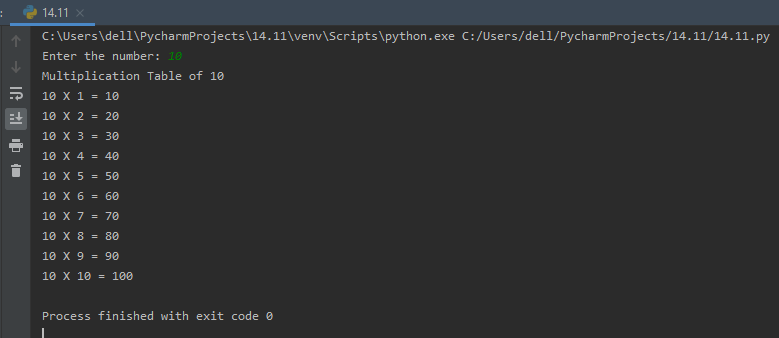 14.11
C:\Users\dell\PycharmProjects\14.11\venv\Scripts\python.exe C:/Users/dell/PycharmProjects/14.11/14.11.py
Enter the number: 10
Multiplication Table of 10
10 X 1 = 10
10 X 2 = 20
10 X 3 = 30
10 X 4 = 40
10 X 5 = 50
10 X 6 = 60
10 X 7 = 70
10 X 8 = 80
10 X 9 = 90
10 X 10 = 100
Process finished with exit code 0